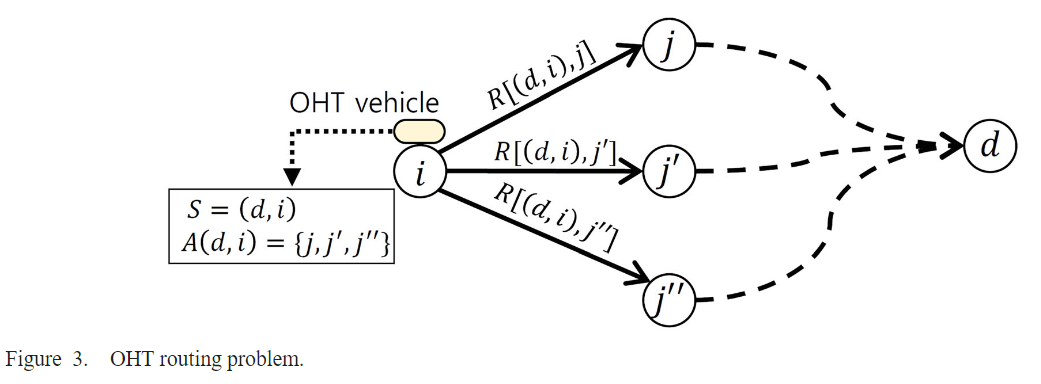 OHT vehicle
R[(d,i),j]
j
i
R[(d,i),j']
j'
d
S = (d,i)
A(d,i) = {j,j',j''}
R[(d,i),j'']
j''
Figure 3. OHT routing problem.